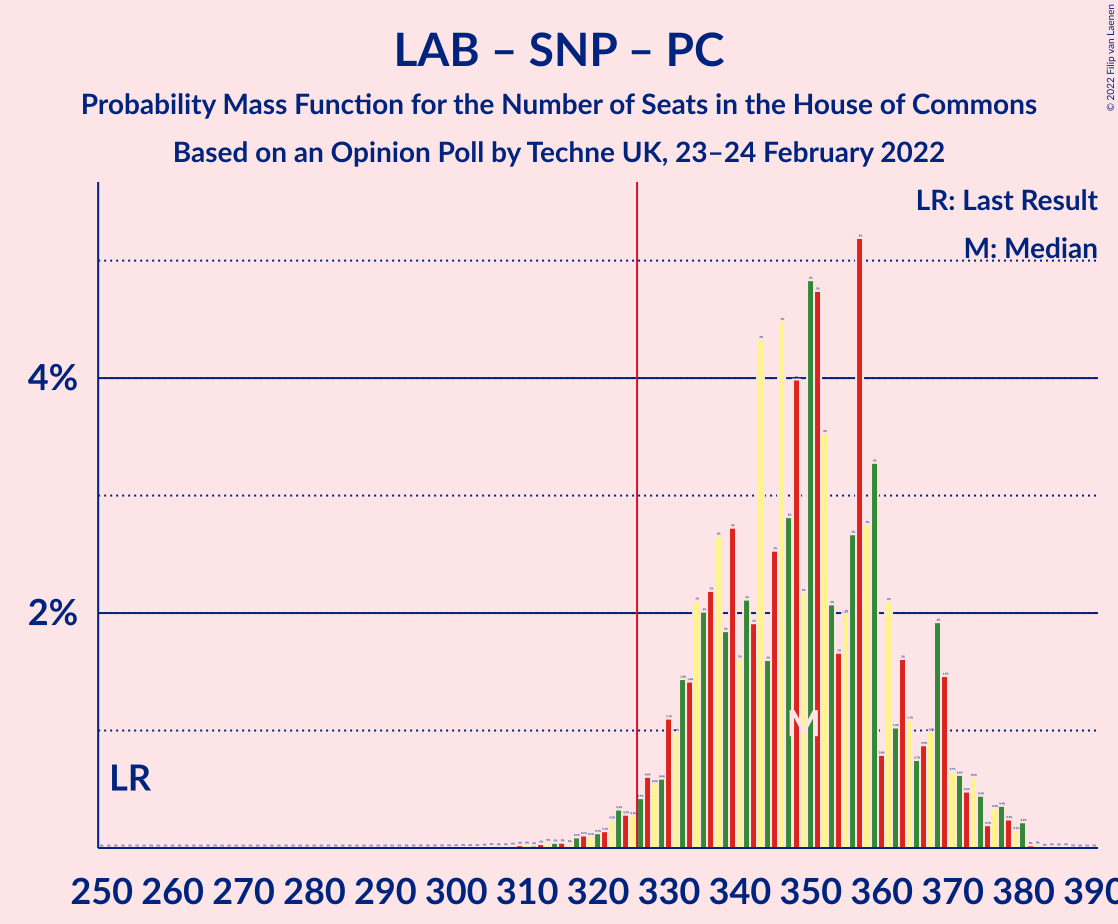 LAB – SNP – PC
Probability Mass Function for the Number of Seats in the House of Commons
Based on an Opinion Poll by Techne UK, 23–24 February 2022
© 2022 Filip van Laenen
LR: Last Result
M: Median
4%
2%
M
LR
250 260 270 280 290 300 310 320 330 340 350 360 370 380 390